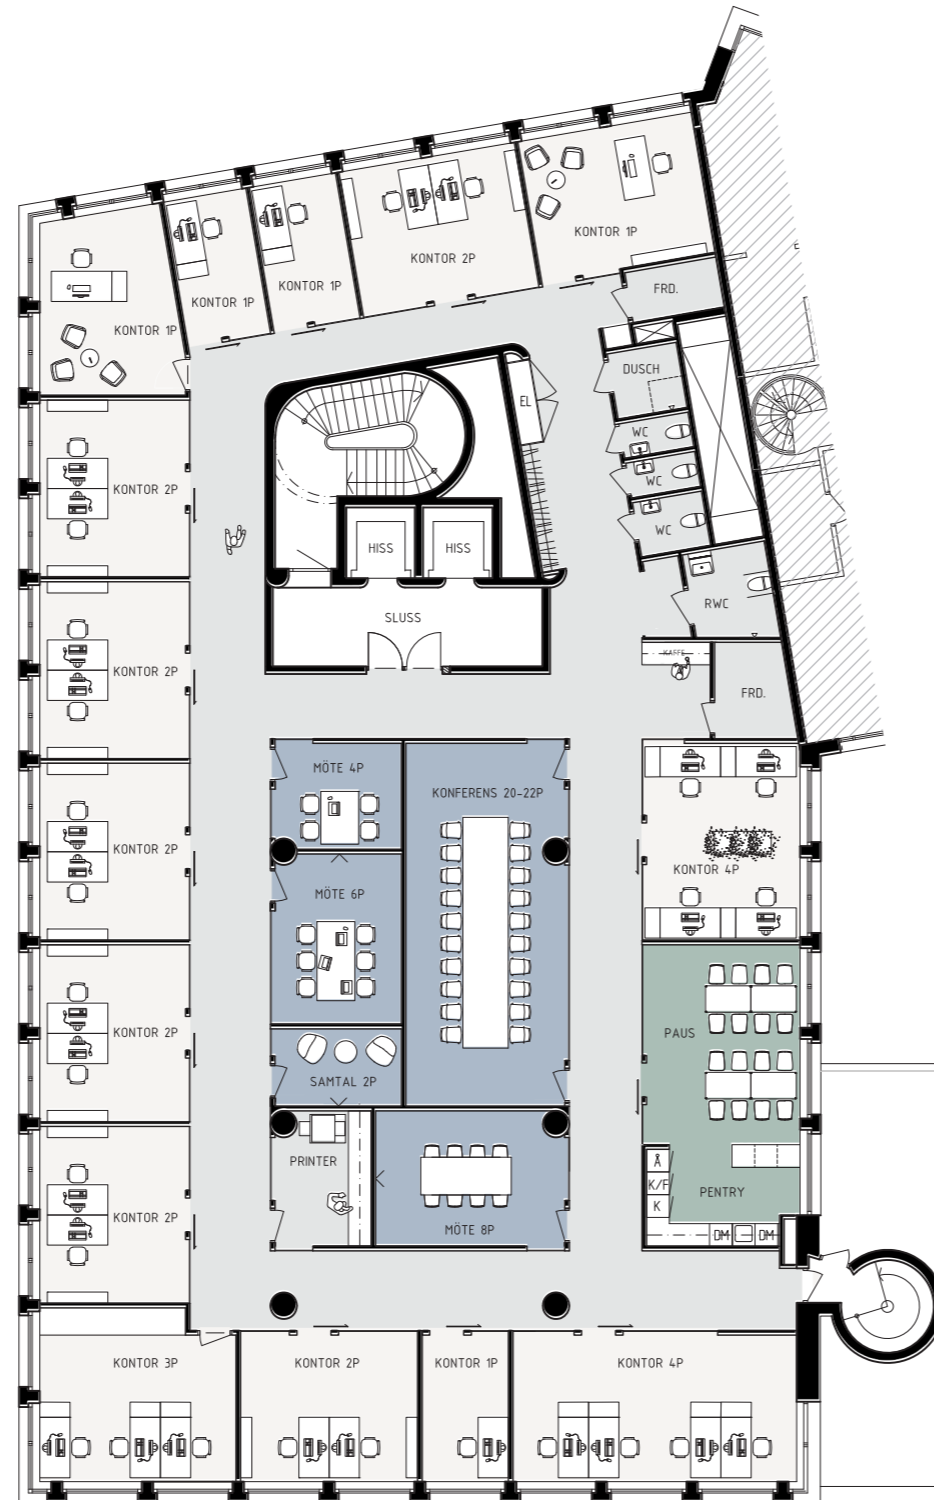 KONTOR 1P
KONTOR 2P
KONTOR 1P
KONTOR 1P
KONTOR 1P
FRD.
DUSCH
EL
WC
WC
WC
KONTOR 2P
HISS
HISS
RWC
SLUSS
KAFFE
KONTOR 2P
FRD.
MÖTE 4P
KONFERENS 20-22P
KONTOR 2P
KONTOR 4P
MÖTE 6P
KONTOR 2P
PAUS
SAMTAL 2P
PRINTER
Å
K/F
K
PENTRY
KONTOR 2P
MÖTE 8P
DM
DM
KONTOR 3P
KONTOR 2P
KONTOR 1P
KONTOR 4P